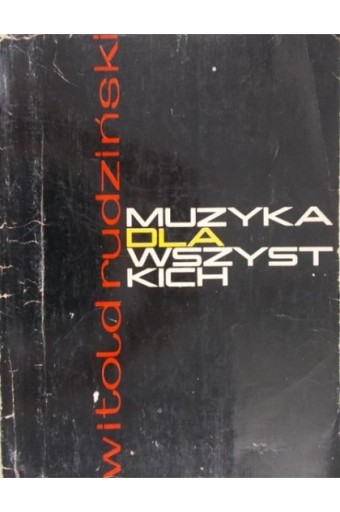 witold rudziński
MUZYKA
DLA
WSZYST
KICH